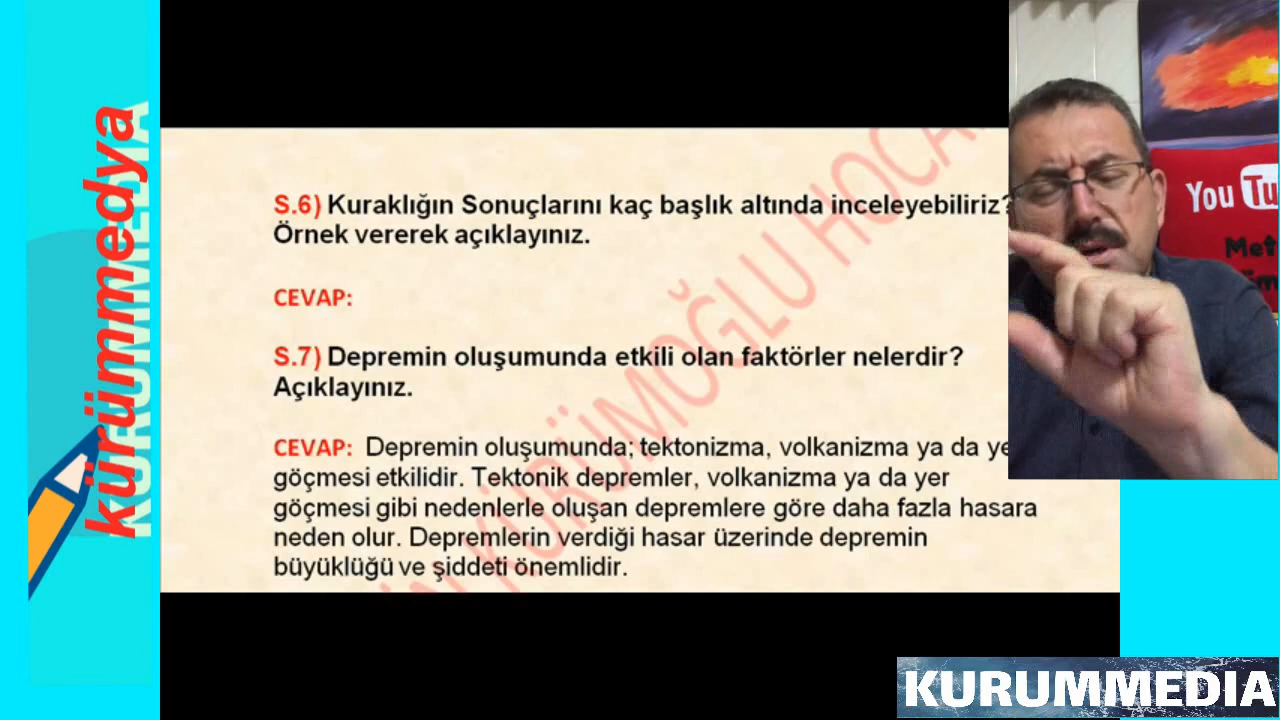 kürümmedya
KURUMMEDIA
S.6) Kuraklığın Sonuçlarını kaç başlık altında inceleyebiliriz?
Örnek vererek açıklayınız.
CEVAP:
S.7) Depremin oluşumunda etkili olan faktörler nelerdir?
Açıklayınız.
CEVAP: Depremin oluşumunda; tektonizma, volkanizma ya da ye
göçmesi etkilidir. Tektonik depremler, volkanizma ya da yer
göçmesi gibi nedenlerle oluşan depremlere göre daha fazla hasara
neden olur. Depremlerin verdiği hasar üzerinde depremin
büyüklüğü ve şiddeti önemlidir.
KÜRÜMOĞLU HOCA
You Tu
Met
KURUMMEDIA